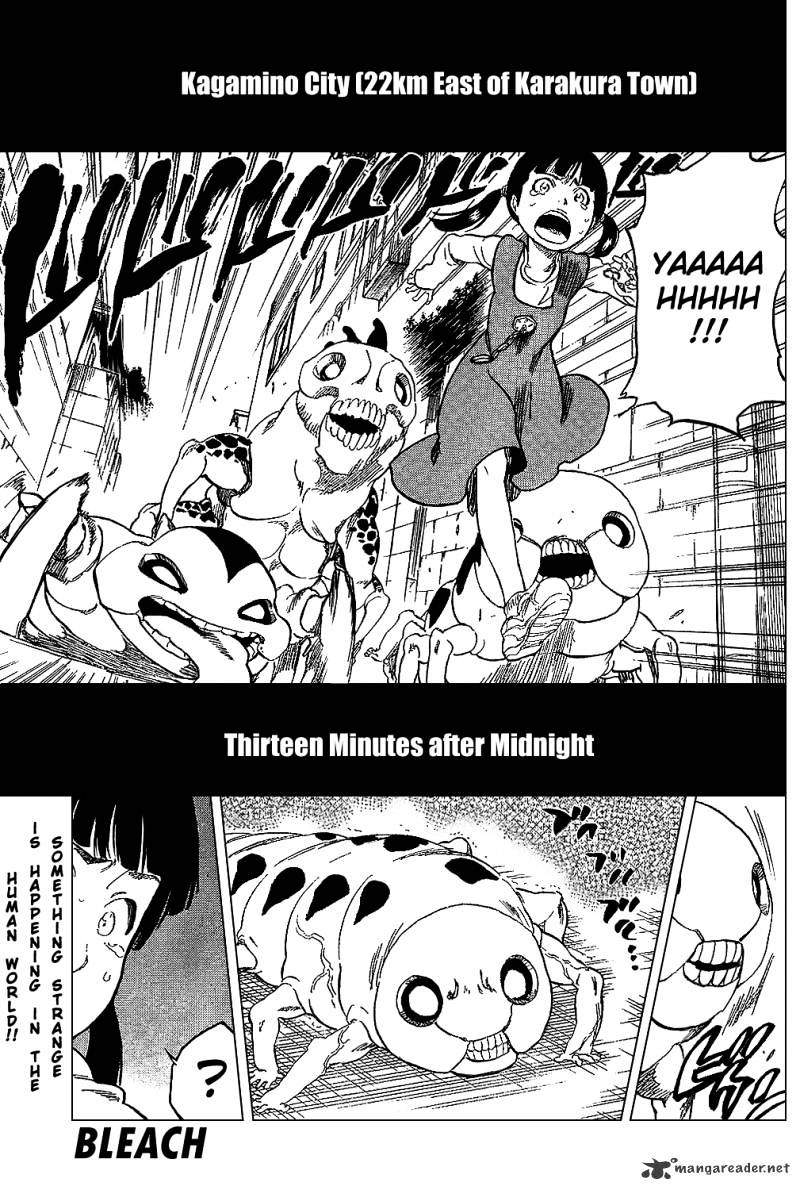 Kagamino City (22km East of Karakura Town)
YAAAAA
HHHHH
!!!
Thirteen Minutes after Midnight
?
SOMETHING STRANGE
IS HAPPENING IN THE
HUMAN WORLD!!
BLEACH
mangareader.net